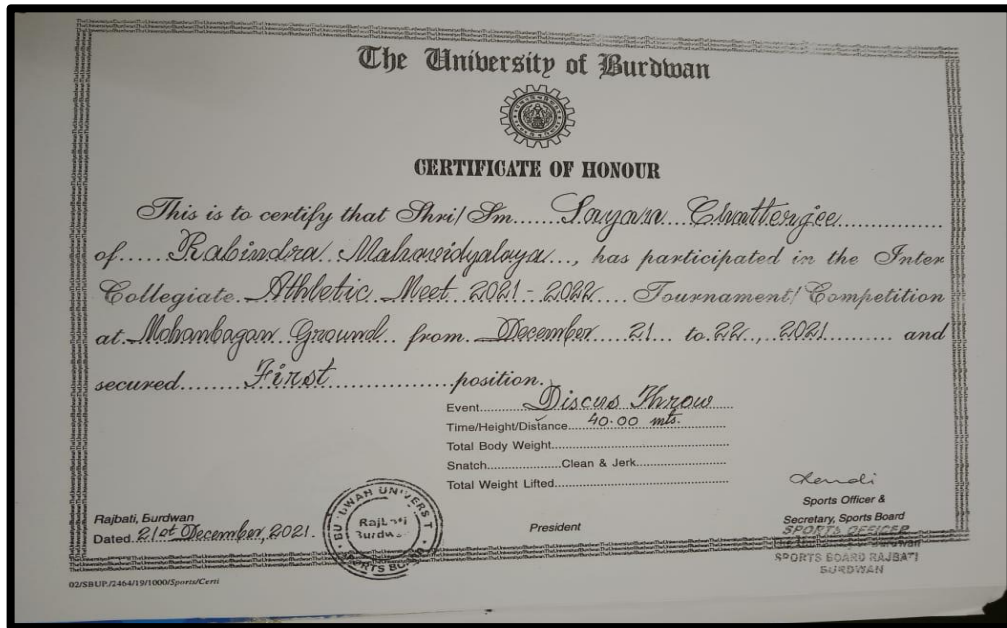 The University of Burdwan
CERTIFICATE OF HONOUR
This is to certify that Shri/Sm.....Sayan Chatterjee..................
of.....Rabindra Mahavidyalaya..., has participated in the Inter
Collegiate Athletic Meet 2021-2022....Tournament/Competition
at Mohanbagan Ground from December.....21... to 22.., 2021.......... and
secured........First..................position.
Event..........Discus Throw
Time/Height/Distance....40.00 mts.
Total Body Weight..............................
Snatch....................Clean & Jerk.........................
Total Weight Lifted..............................
Sports Officer &
Secretary, Sports Board
SPORTS OFFICER
SPORTS BOARD RAJBATI
BURDWAN
President
Rajbati, Burdwan
Dated 21st December, 2021.
02/SBUP/2464/19/1000/Sports/Certi